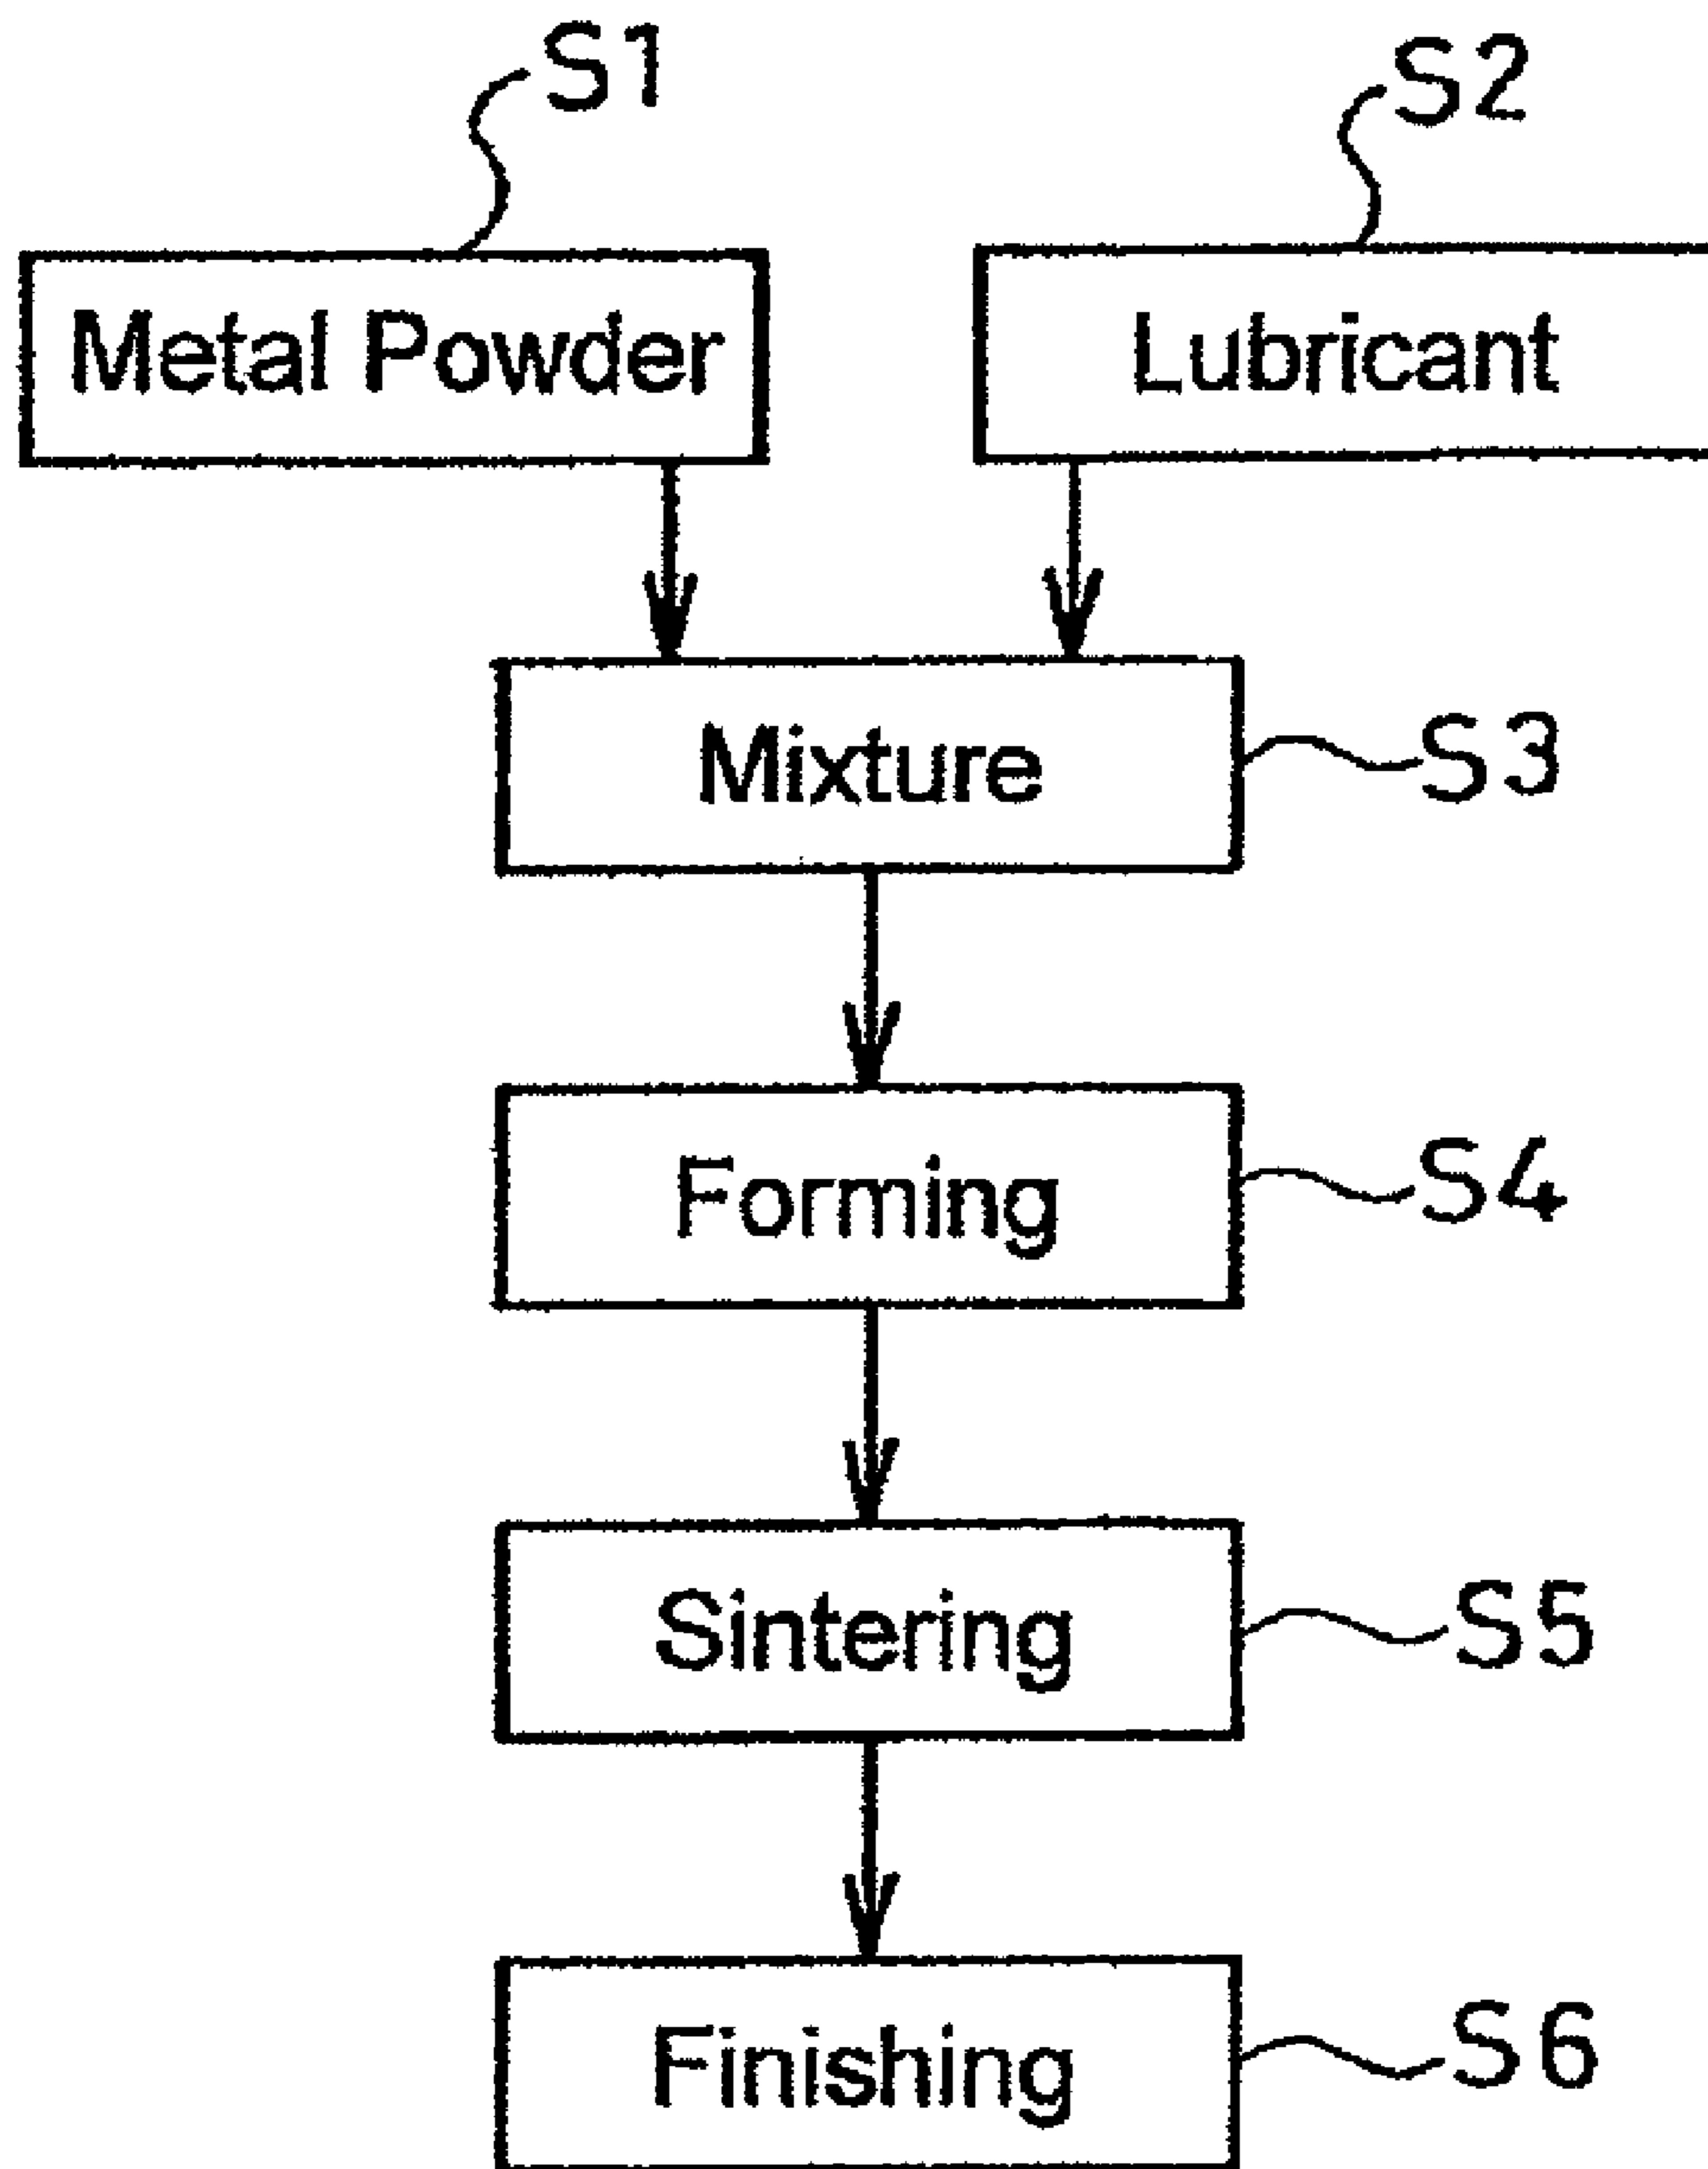 S1
S2
Metal Powder
Lubricant
Mixture
S3
Forming
S4
Sintering
S5
Finishing
S6